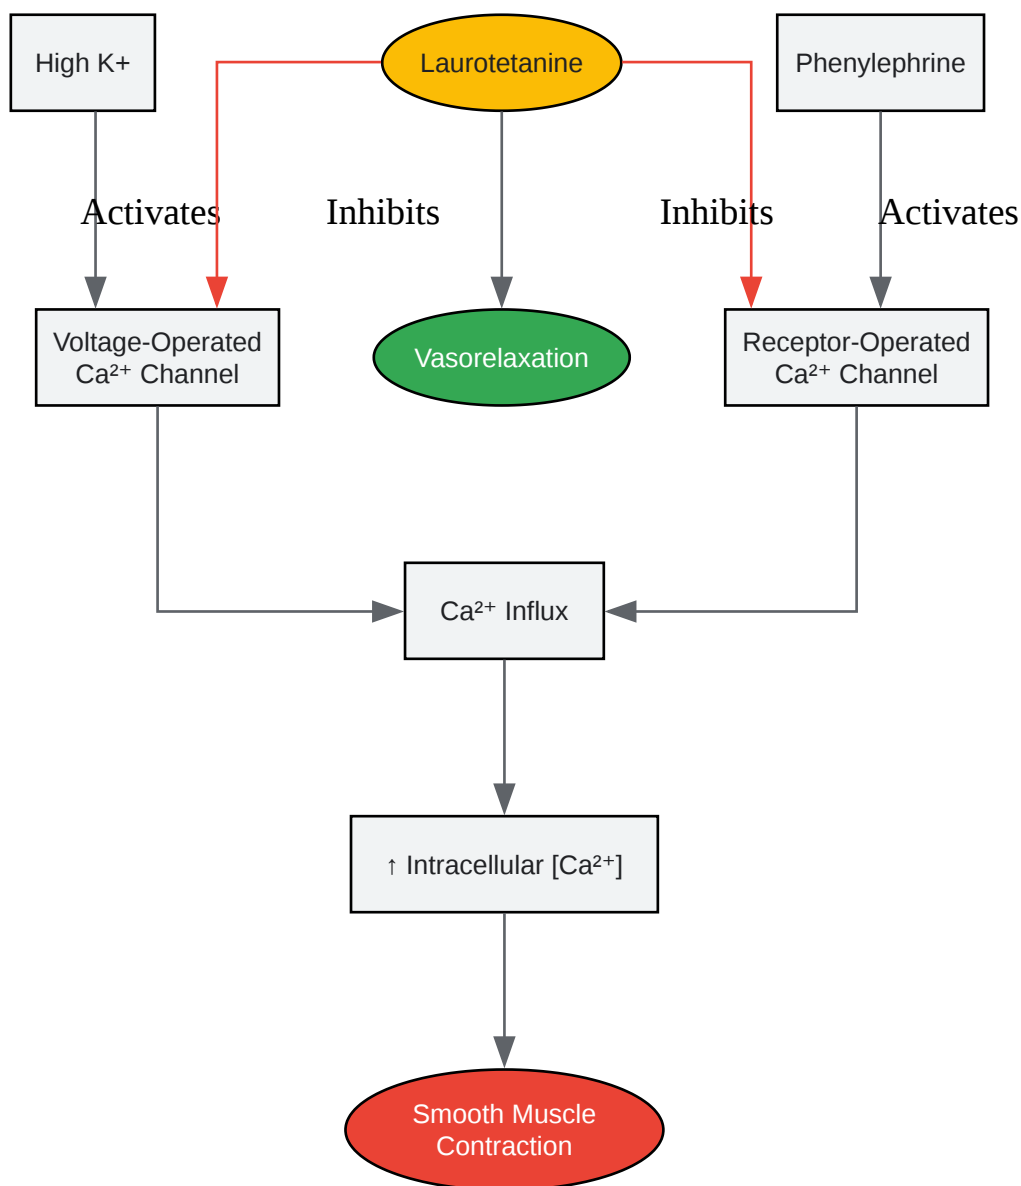 High K+
Laurotetanine
Phenylephrine
Activates
Inhibits
Inhibits
Activates
Voltage-Operated
Ca²⁺ Channel
Vasorelaxation
Receptor-Operated
Ca²⁺ Channel
Ca²⁺ Influx
↑ Intracellular [Ca²⁺]
Smooth Muscle
Contraction